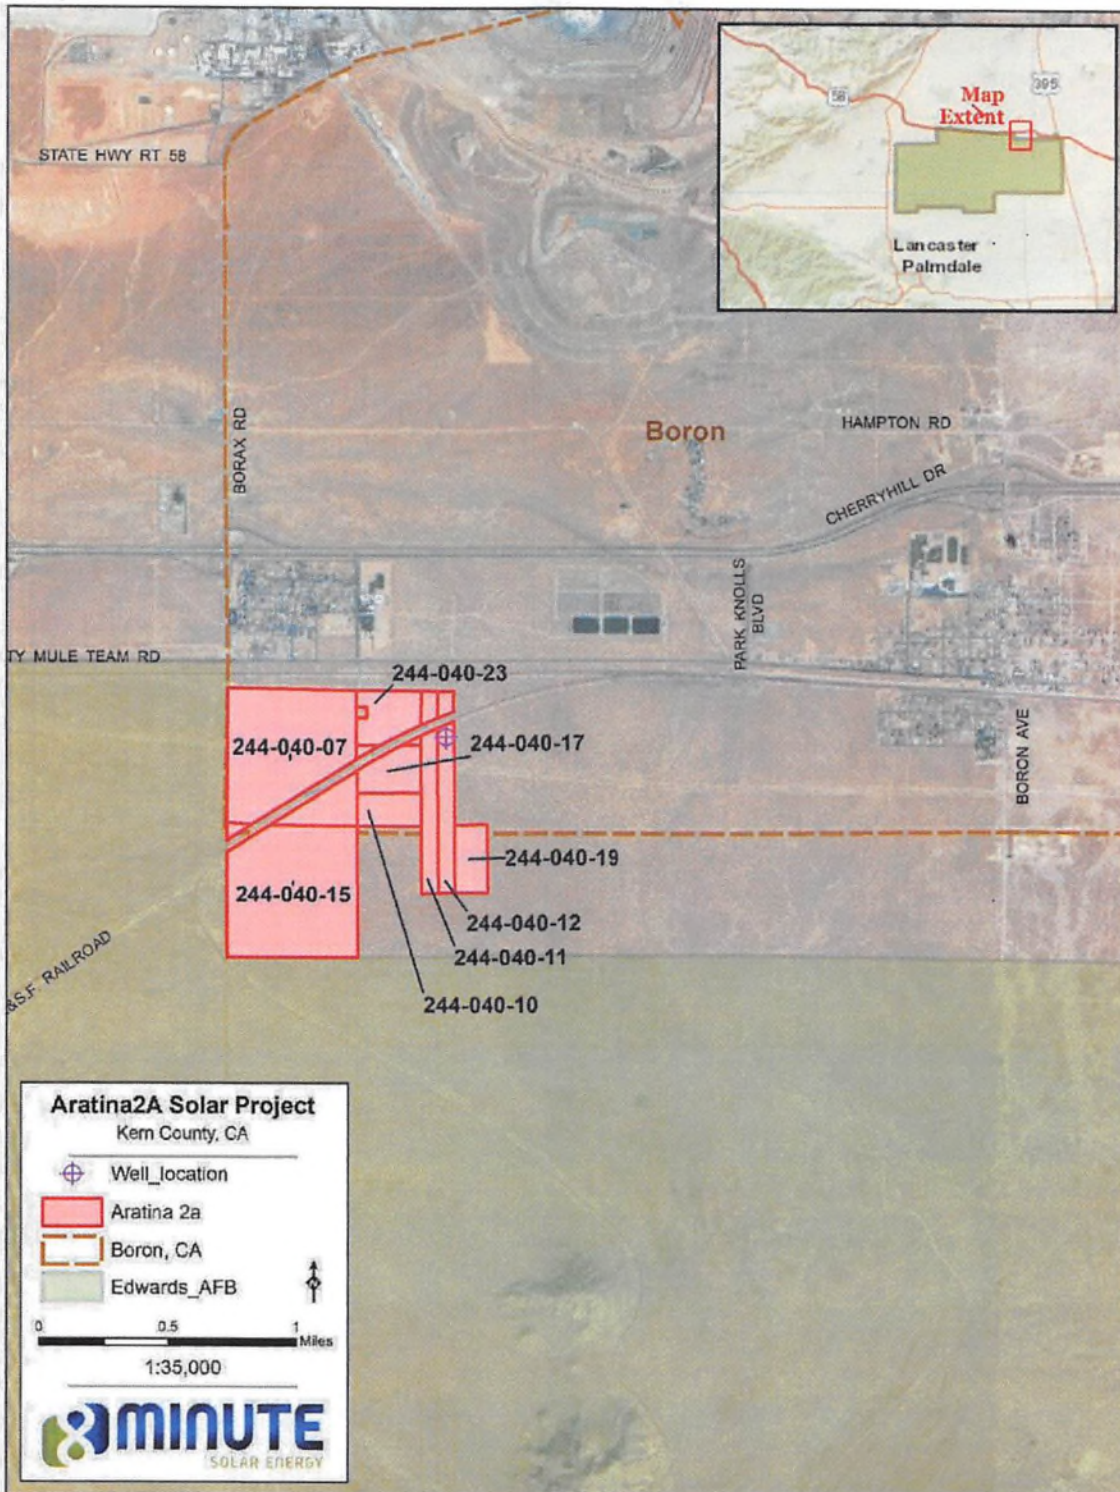 58
395
Map
Extent
Lancaster
Palmdale
STATE HWY RT 58
BORAX RD
Boron
HAMPTON RD
CHERRYHILL DR
PARK KNOLLS
BLVD
TY MULE TEAM RD
244-040-23
244-040-07
244-040-17
BORON AVE
244-040-19
244-040-15
244-040-12
244-040-11
&S.F. RAILROAD
244-040-10
Aratina2A Solar Project
Kern County, CA
Well_location
Aratina 2a
Boron, CA
Edwards_AFB
0 0.5 1
Miles
1:35,000
8MINUTE
SOLAR ENERGY